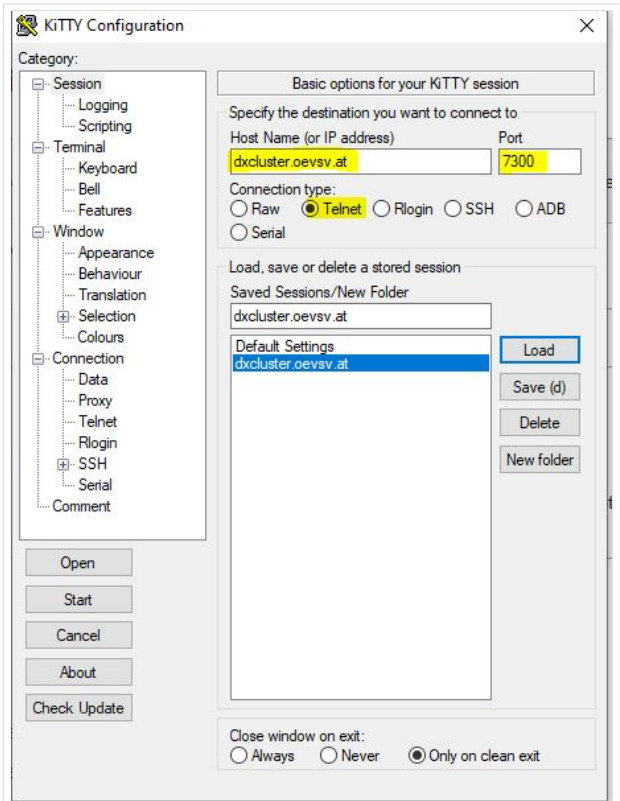 KiTTY Configuration
Category:
Session
Logging
Scripting
Terminal
Keyboard
Bell
Features
Window
Appearance
Behaviour
Translation
Selection
Colours
Connection
Data
Proxy
Telnet
Rlogin
SSH
Serial
Comment
Open
Start
Cancel
About
Check Update
Basic options for your KiTTY session
Specify the destination you want to connect to
Host Name (or IP address) Port
dxcluster.oevsv.at 7300
Connection type:
Raw Telnet Rlogin SSH ADB
Serial
Load, save or delete a stored session
Saved Sessions/New Folder
dxcluster.oevsv.at
Default Settings
dxcluster.oevsv.at
Load
Save (d)
Delete
New folder
Close window on exit:
Always Never Only on clean exit